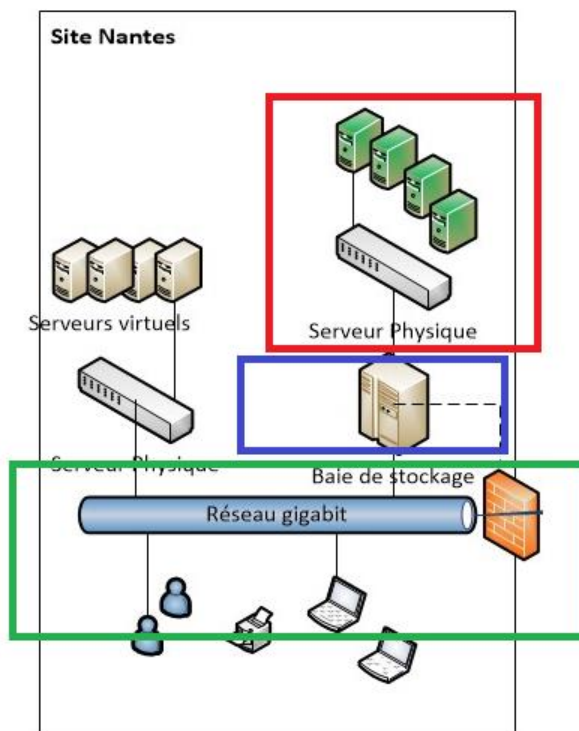 Site Nantes
Serveurs virtuels
Serveur Physique
Serveur Physique
Baie de stockage
Réseau gigabit